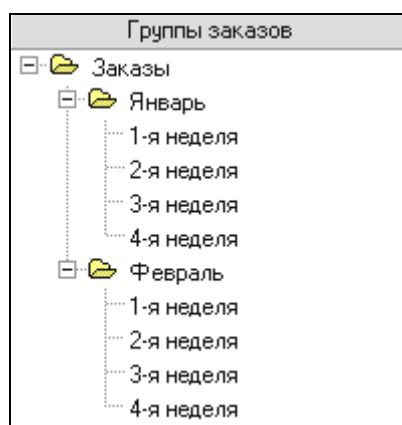 Группы заказов
Заказы
Январь
1-я неделя
2-я неделя
3-я неделя
4-я неделя
Февраль
1-я неделя
2-я неделя
3-я неделя
4-я неделя